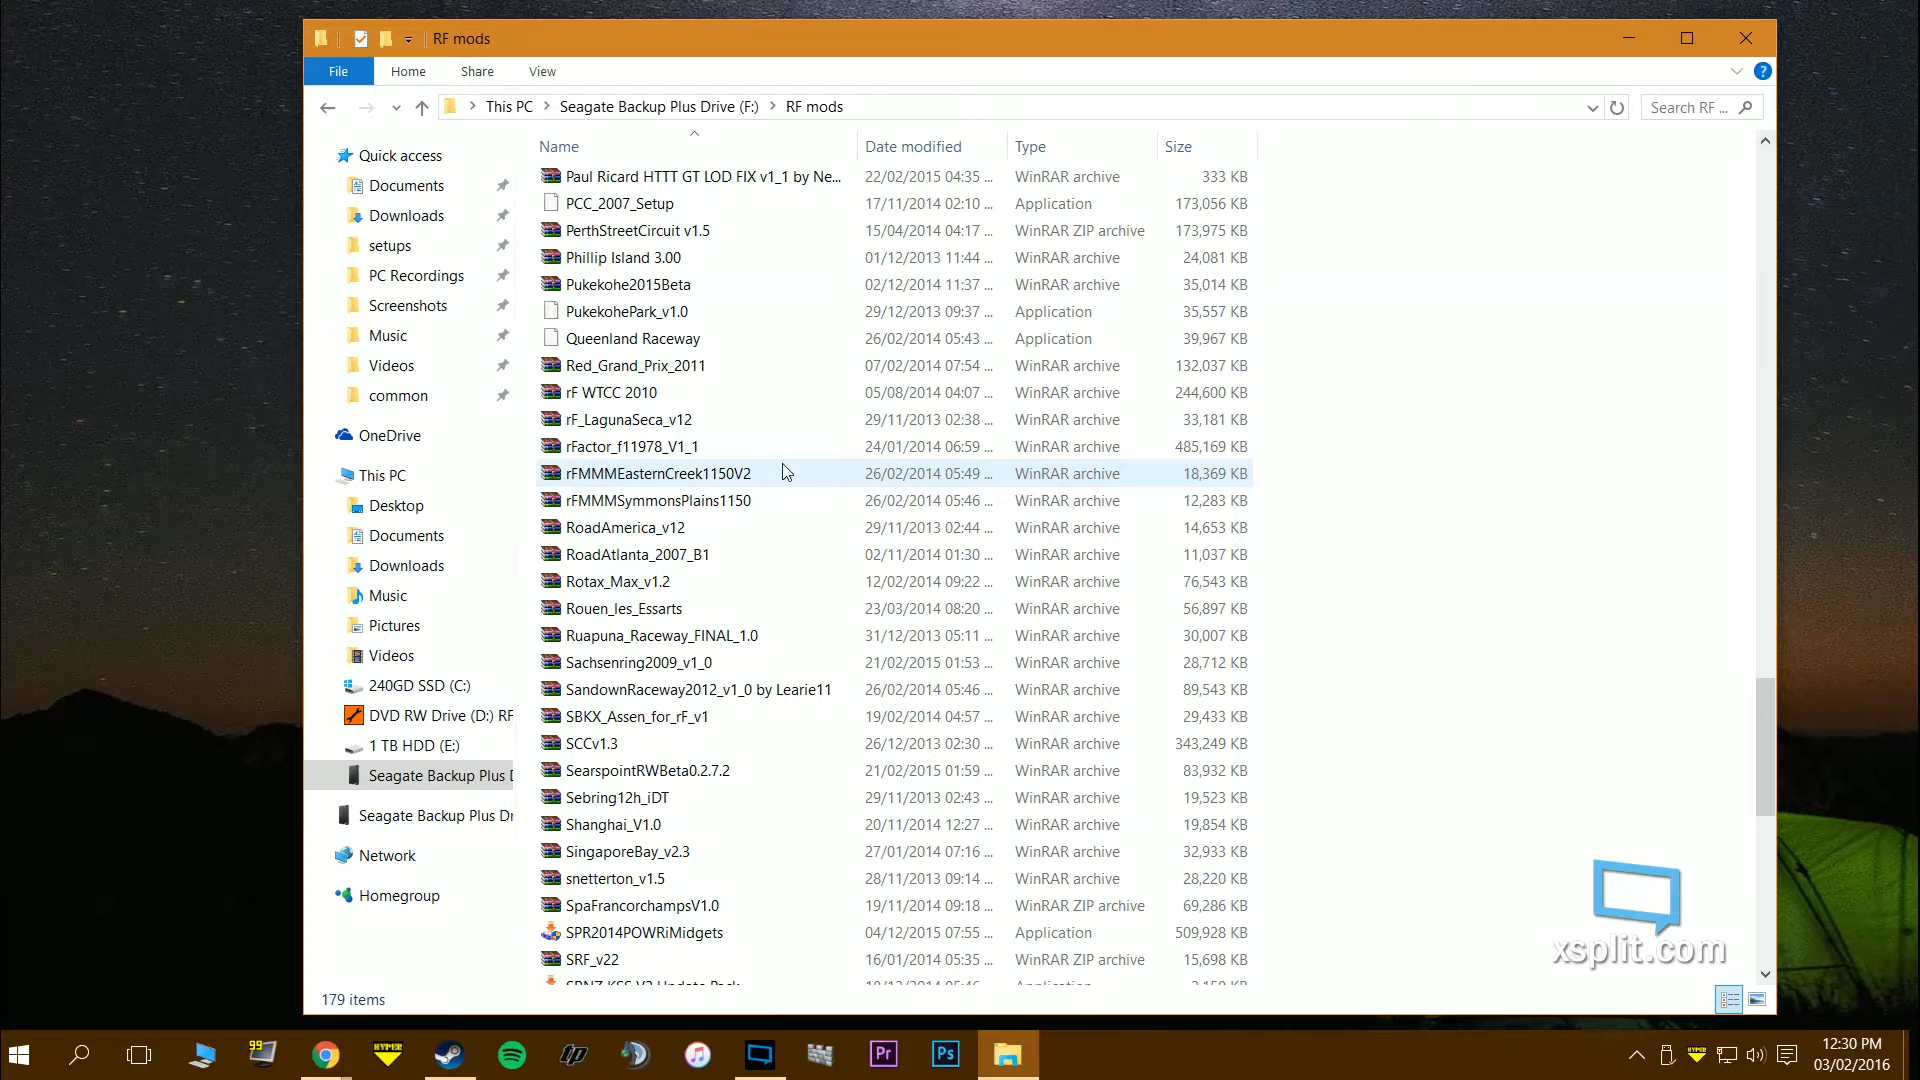 RF mods
File Home Share View
This PC Seagate Backup Plus Drive (F:) RF mods
Search RF ...
Name Date modified Type Size
Quick access
Documents
Downloads
setups
PC Recordings
Screenshots
Music
Videos
common
OneDrive
This PC
Desktop
Documents
Downloads
Music
Pictures
Videos
240GD SSD (C:)
DVD RW Drive (D:) RF
1 TB HDD (E:)
Seagate Backup Plus D
Seagate Backup Plus Dr
Network
Homegroup
Paul Ricard HTTT GT LOD FIX v1_1 by Ne... 22/02/2015 04:35 ... WinRAR archive 333 KB
PCC_2007_Setup 17/11/2014 02:10 ... Application 173,056 KB
PerthStreetCircuit v1.5 15/04/2014 04:17 ... WinRAR ZIP archive 173,975 KB
Phillip Island 3.00 01/12/2013 11:44 ... WinRAR archive 24,081 KB
Pukekohe2015Beta 02/12/2014 11:37 ... WinRAR archive 35,014 KB
PukekohePark_v1.0 29/12/2013 09:37 ... Application 35,557 KB
Queenland Raceway 26/02/2014 05:43 ... Application 39,967 KB
Red_Grand_Prix_2011 07/02/2014 07:54 ... WinRAR archive 132,037 KB
rF WTCC 2010 05/08/2014 04:07 ... WinRAR archive 244,600 KB
rF_LagunaSeca_v12 29/11/2013 02:38 ... WinRAR archive 33,181 KB
rFactor_f11978_V1_1 24/01/2014 06:59 ... WinRAR archive 485,169 KB
rFMMMEasternCreek1150V2 26/02/2014 05:49 ... WinRAR archive 18,369 KB
rFMMMSymmonsPlains1150 26/02/2014 05:46 ... WinRAR archive 12,283 KB
RoadAmerica_v12 29/11/2013 02:44 ... WinRAR archive 14,653 KB
RoadAtlanta_2007_B1 02/11/2014 01:30 ... WinRAR archive 11,037 KB
Rotax_Max_v1.2 12/02/2014 09:22 ... WinRAR archive 76,543 KB
Rouen_les_Essarts 23/03/2014 08:20 ... WinRAR archive 56,897 KB
Ruapuna_Raceway_FINAL_1.0 31/12/2013 05:11 ... WinRAR archive 30,007 KB
Sachsenring2009_v1_0 21/02/2015 01:53 ... WinRAR archive 28,712 KB
SandownRaceway2012_v1_0 by Learie11 26/02/2014 05:46 ... WinRAR archive 89,543 KB
SBKX_Assen_for_rF_v1 19/02/2014 04:57 ... WinRAR archive 29,433 KB
SCCv1.3 26/12/2013 02:30 ... WinRAR archive 343,249 KB
SearspointRWBeta0.2.7.2 21/02/2015 01:59 ... WinRAR archive 83,932 KB
Sebring12h_iDT 29/11/2013 02:43 ... WinRAR archive 19,523 KB
Shanghai_V1.0 20/11/2014 12:27 ... WinRAR archive 19,854 KB
SingaporeBay_v2.3 27/01/2014 07:16 ... WinRAR archive 32,933 KB
snetterton_v1.5 28/11/2013 09:14 ... WinRAR archive 28,220 KB
SpaFrancorchampsV1.0 19/11/2014 09:18 ... WinRAR ZIP archive 69,286 KB
SPR2014POWRiMidgets 04/12/2015 07:55 ... Application 509,928 KB
SRF_v22 16/01/2014 05:35 ... WinRAR ZIP archive 15,698 KB
179 items
xsplit.com
99
HYPER
Pr
Ps
HYPER
12:30 PM
03/02/2016